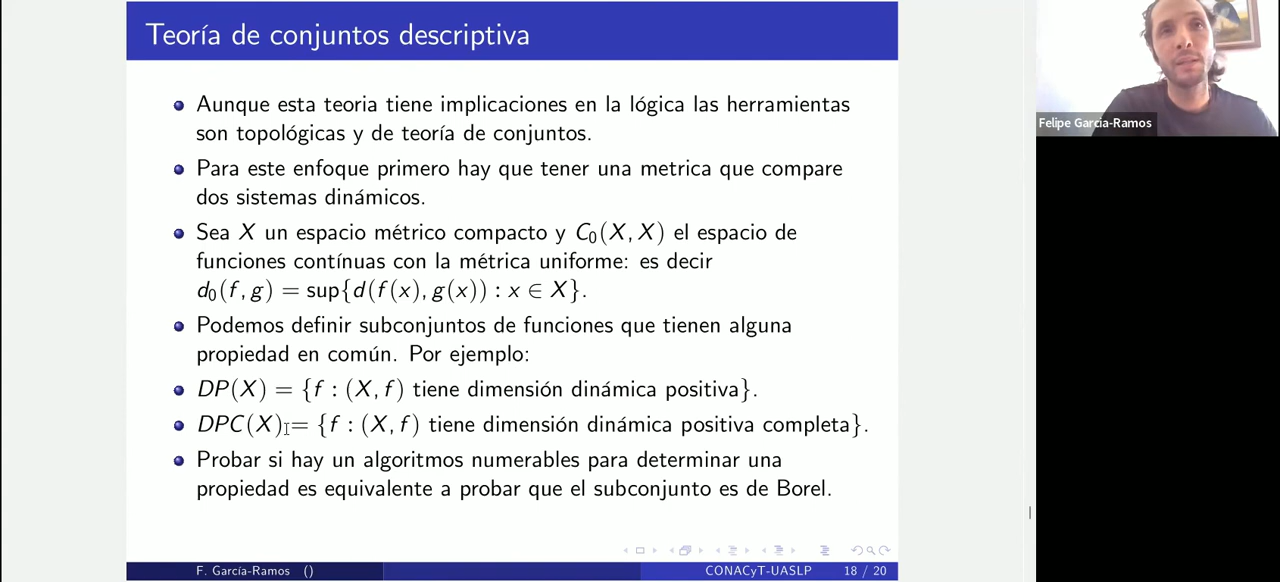 Teoría de conjuntos descriptiva
Aunque esta teoria tiene implicaciones en la lógica las herramientas
son topológicas y de teoría de conjuntos.
Para este enfoque primero hay que tener una metrica que compare
dos sistemas dinámicos.
Sea X un espacio métrico compacto y C₀(X, X) el espacio de
funciones contínuas con la métrica uniforme: es decir
d₀(f, g) = sup{d(f(x), g(x)) : x ∈ X}.
Podemos definir subconjuntos de funciones que tienen alguna
propiedad en común. Por ejemplo:
DP(X) = {f : (X, f) tiene dimensión dinámica positiva}.
DPC(X) = {f : (X, f) tiene dimensión dinámica positiva completa}.
Probar si hay un algoritmos numerables para determinar una
propiedad es equivalente a probar que el subconjunto es de Borel.
F. García-Ramos ()
CONACyT-UASLP
18 / 20
Felipe García-Ramos